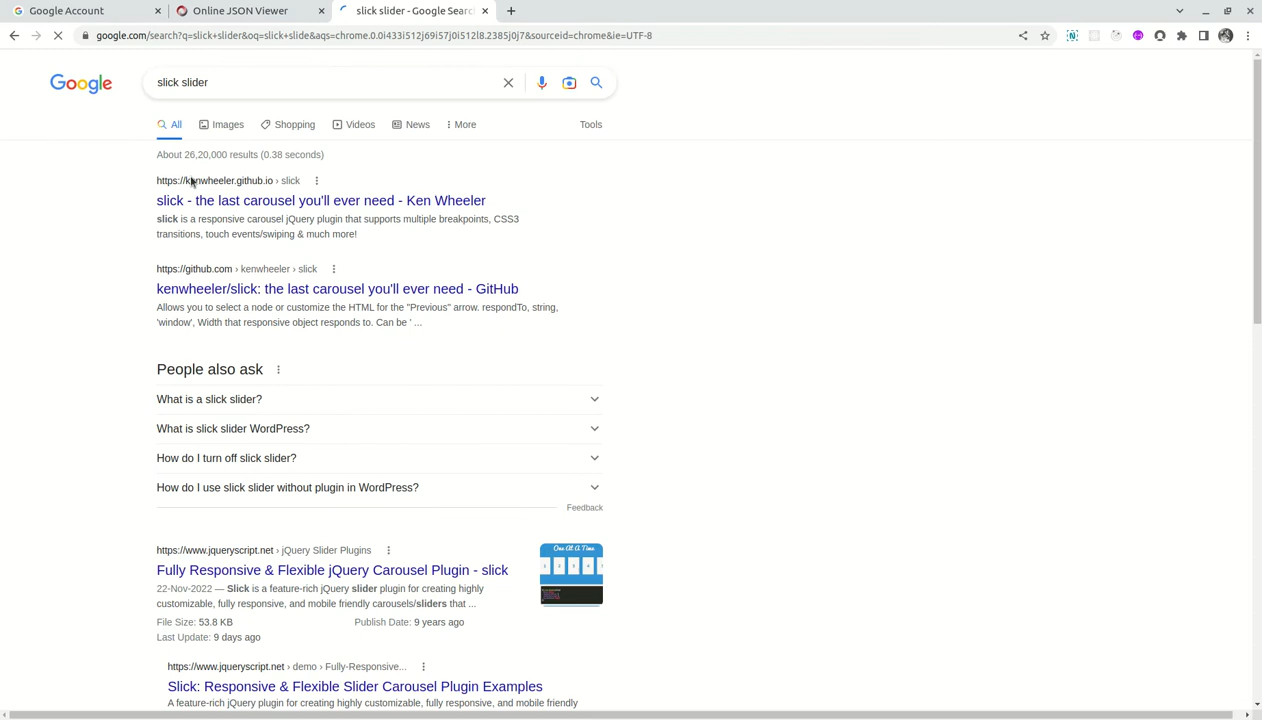 Google Account
Online JSON Viewer
slick slider - Google Searc
google.com/search?q=slick+slider&oq=slick+slide&aqs=chrome.0.0i433i512j69i57j0i512l8.2385j0j7&sourceid=chrome&ie=UTF-8
Google
slick slider
All
Images
Shopping
Videos
News
More
Tools
About 26,20,000 results (0.38 seconds)
https://kenwheeler.github.io › slick
slick - the last carousel you'll ever need - Ken Wheeler
slick is a responsive carousel jQuery plugin that supports multiple breakpoints, CSS3
transitions, touch events/swiping & much more!
https://github.com › kenwheeler › slick
kenwheeler/slick: the last carousel you'll ever need - GitHub
Allows you to select a node or customize the HTML for the "Previous" arrow. respondTo, string,
'window', Width that responsive object responds to. Can be ' ...
People also ask
What is a slick slider?
What is slick slider WordPress?
How do I turn off slick slider?
How do I use slick slider without plugin in WordPress?
Feedback
https://www.jqueryscript.net › jQuery Slider Plugins
Fully Responsive & Flexible jQuery Carousel Plugin - slick
22-Nov-2022 — Slick is a feature-rich jQuery slider plugin for creating highly
customizable, fully responsive, and mobile friendly carousels/sliders that ...
File Size: 53.8 KB
Publish Date: 9 years ago
Last Update: 9 days ago
One At A Time
https://www.jqueryscript.net › demo › Fully-Responsive...
Slick: Responsive & Flexible Slider Carousel Plugin Examples
A feature-rich jQuery plugin for creating highly customizable, fully responsive, and mobile friendly